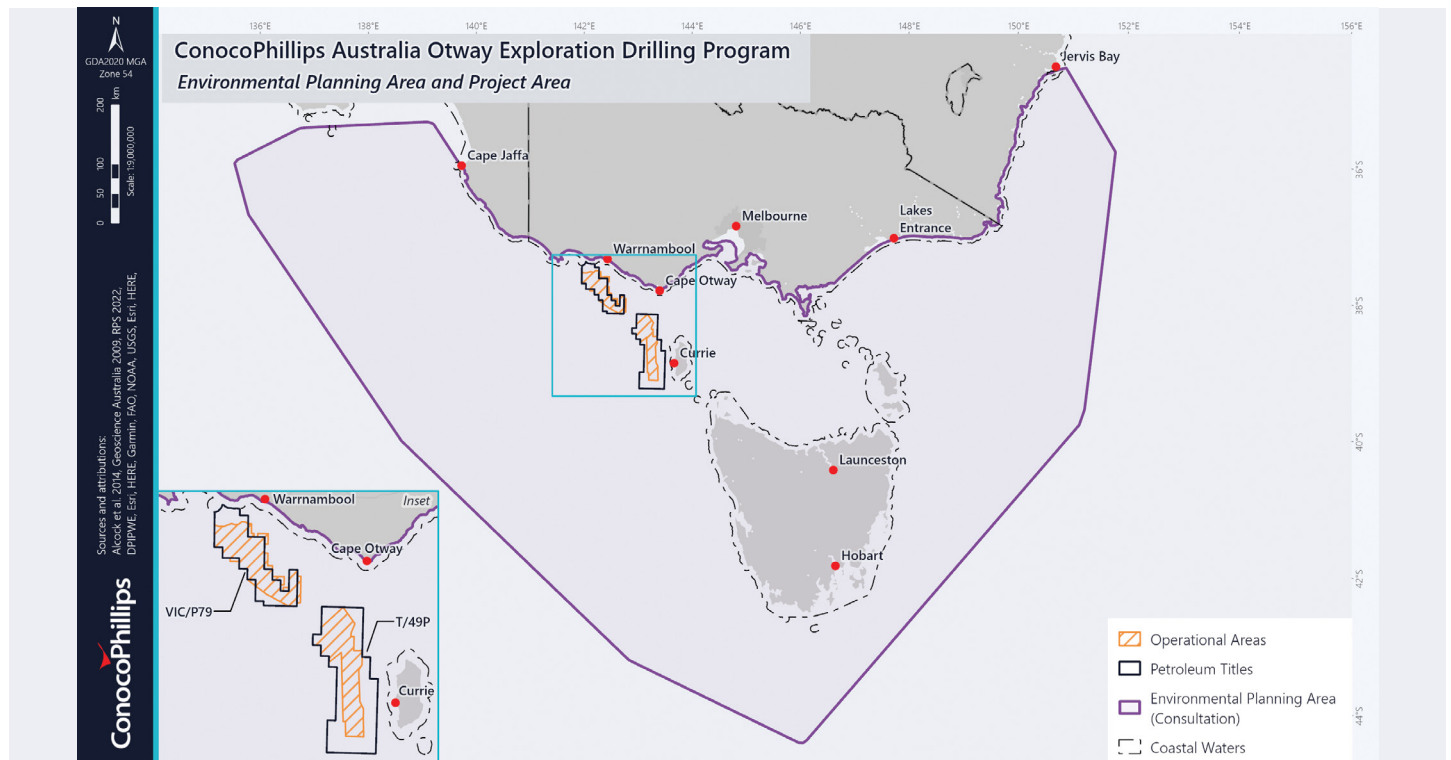 136°E
138°E
140°E
142°E
144°E
146°E
148°E
150°E
152°E
154°E
156°E
N
GDA2020 MGA
Zone 54
ConocoPhillips Australia Otway Exploration Drilling Program
Environmental Planning Area and Project Area
0 50 100 200 km
Scale: 1:9,000,000
Sources and attributions:
Alcock et al. 2014, Geoscience Australia 2009, RPS 2022,
DPIPWE, Esri, HERE, Garmin, FAO, NOAA, USGS, Esri, HERE,
ConocoPhillips
Jervis Bay
Cape Jaffa
Melbourne
Lakes
Entrance
Warrnambool
Cape Otway
Currie
Launceston
Hobart
36°S
38°S
40°S
42°S
44°S
Inset
Warrnambool
Cape Otway
VIC/P79
T/49P
Currie
Operational Areas
Petroleum Titles
Environmental Planning Area
(Consultation)
Coastal Waters